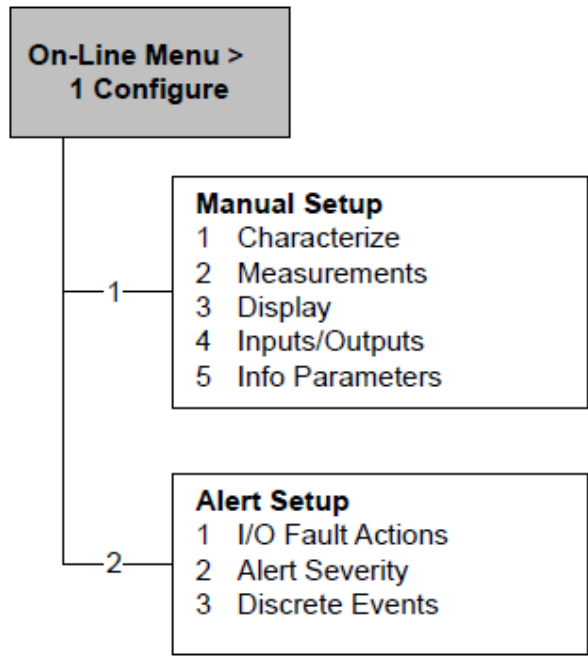 On-Line Menu >
1 Configure
1
Manual Setup
1 Characterize
2 Measurements
3 Display
4 Inputs/Outputs
5 Info Parameters
2
Alert Setup
1 I/O Fault Actions
2 Alert Severity
3 Discrete Events